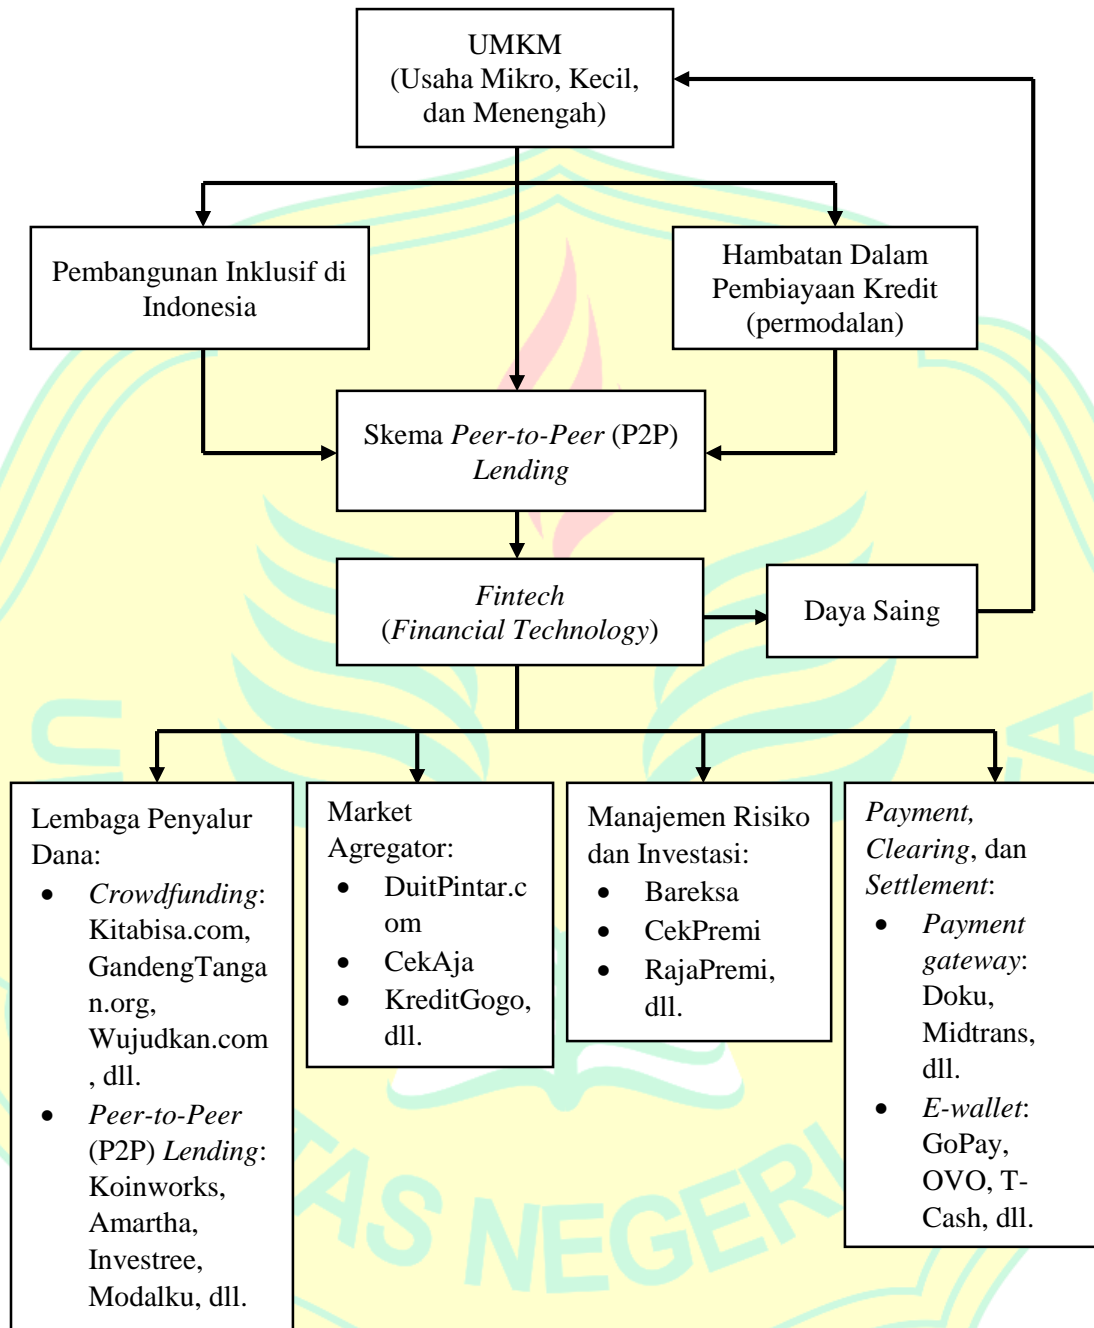 UMKM
(Usaha Mikro, Kecil,
dan Menengah)
Pembangunan Inklusif di
Indonesia
Hambatan Dalam
Pembiayaan Kredit
(permodalan)
Skema Peer-to-Peer (P2P)
Lending
Fintech
(Financial Technology)
Daya Saing
Lembaga Penyalur
Dana:
• Crowdfunding:
Kitabisa.com,
GandengTanga
n.org,
Wujudkan.com
, dll.
• Peer-to-Peer
(P2P) Lending:
Koinworks,
Amartha,
Investree,
Modalku, dll.
Market
Agregator:
• DuitPintar.c
om
• CekAja
• KreditGogo,
dll.
Manajemen Risiko
dan Investasi:
• Bareksa
• CekPremi
• RajaPremi,
dll.
Payment,
Clearing, dan
Settlement:
• Payment
gateway:
Doku,
Midtrans,
dll.
• E-wallet:
GoPay,
OVO, T-
Cash, dll.
TAS NEGERI